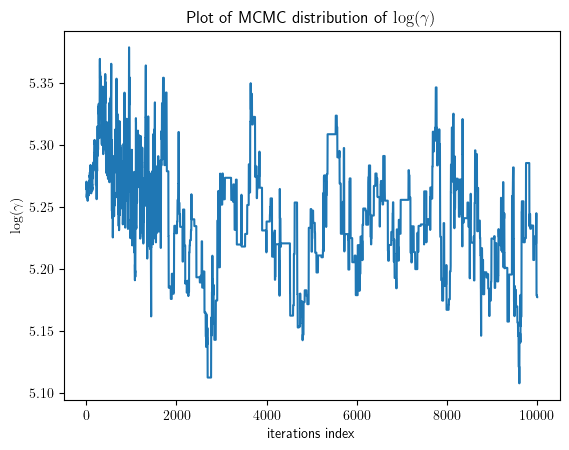 Plot of MCMC distribution of log(γ)
log(γ)
5.35
5.30
5.25
5.20
5.15
5.10
0 2000 4000 6000 8000 10000
iterations index